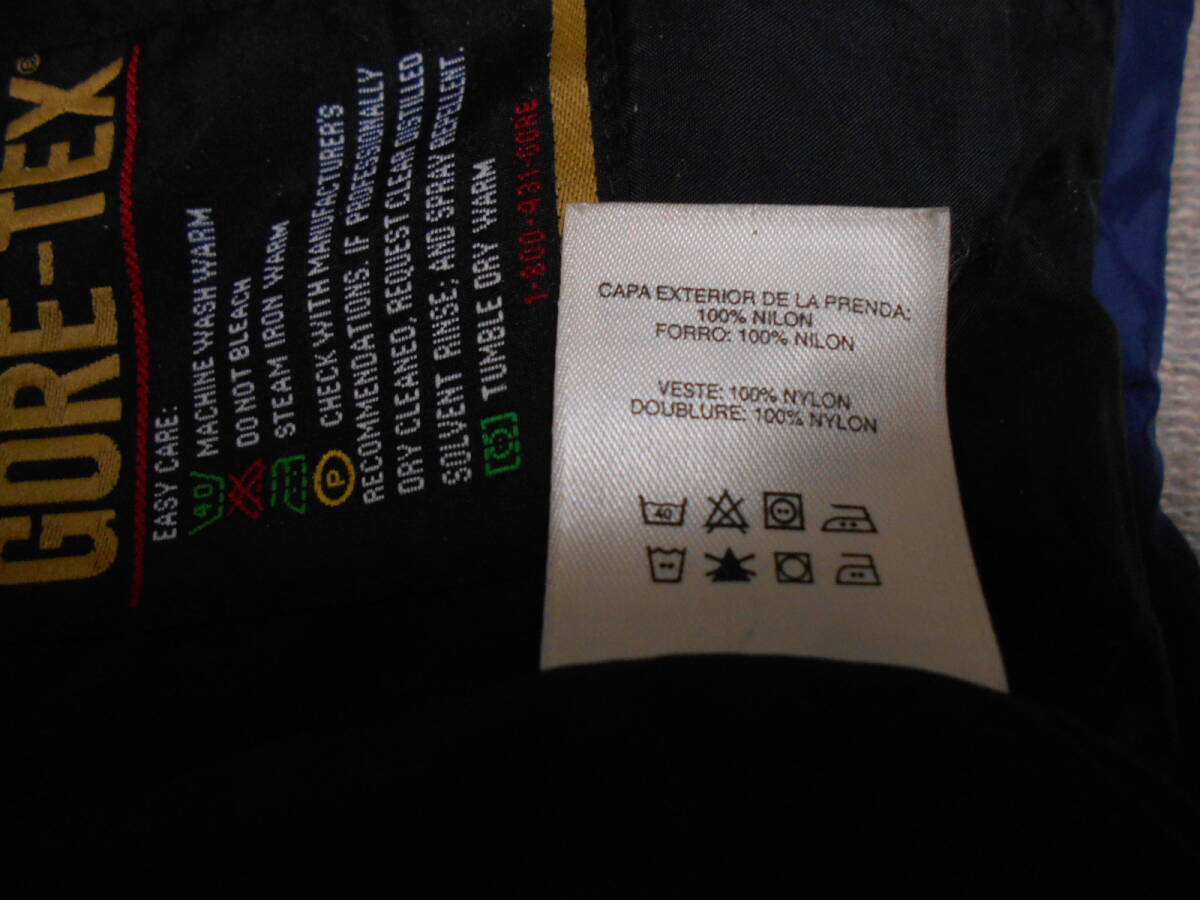 GORE-TEX®
EASY CARE:
40 MACHINE WASH WARM
DO NOT BLEACH
STEAM IRON WARM
P CHECK WITH MANUFACTURER'S
RECOMMENDATIONS. IF PROFESSIONALLY
DRY CLEANED, REQUEST CLEAR DISTILLED
SOLVENT RINSE; AND SPRAY REPELLENT.
TUMBLE DRY WARM
1-800-431-GORE
CAPA EXTERIOR DE LA PRENDA:
100% NILON
FORRO: 100% NILON
VESTE: 100% NYLON
DOUBLURE: 100% NYLON
40